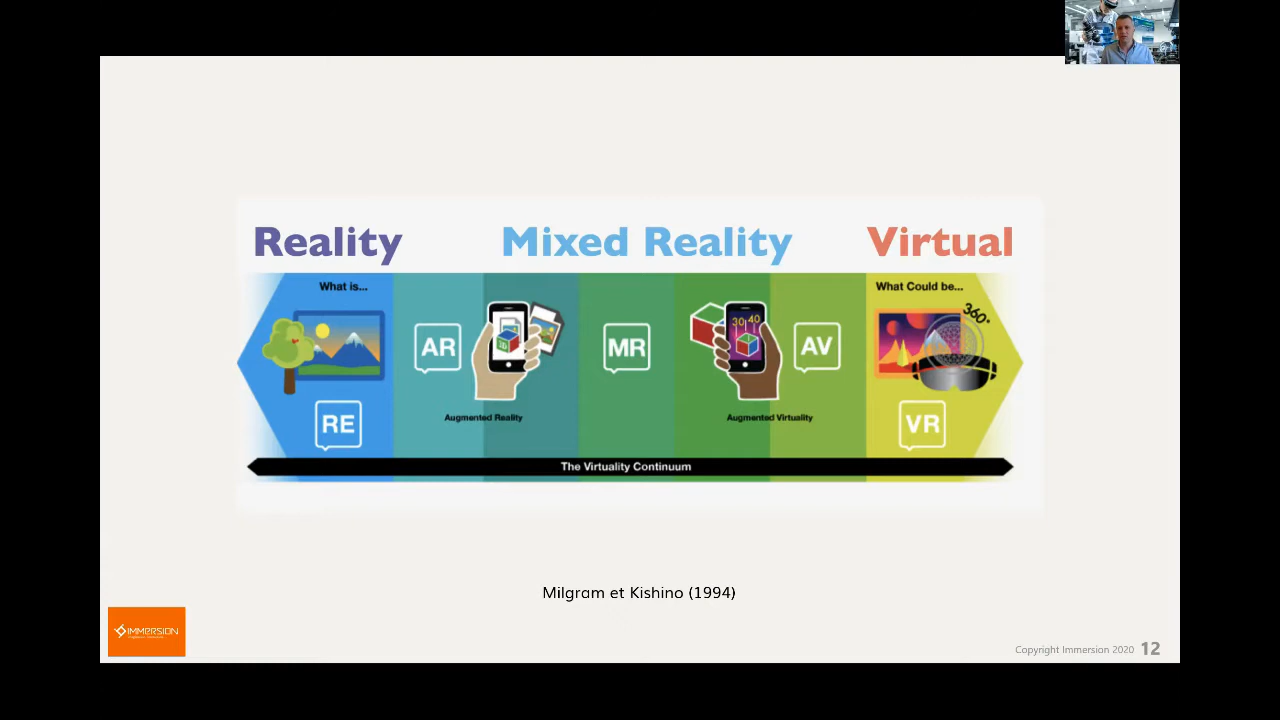 Reality
Mixed Reality
Virtual
What is...
What Could be...
360°
AR
3D
MR
30 40
AV
RE
Augmented Reality
Augmented Virtuality
VR
The Virtuality Continuum
Milgram et Kishino (1994)
IMMERSION
Copyright Immersion 2020 12